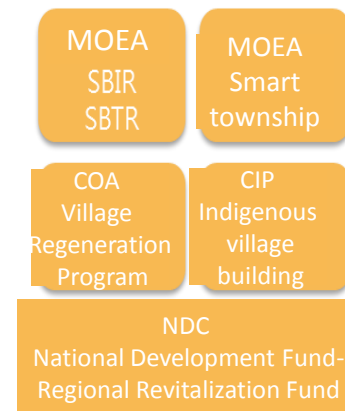 MOEA
SBIR
SBTR
MOEA
Smart
township
COA
Village
Regeneration
Program
CIP
Indigenous
village
building
NDC
National Development Fund-
Regional Revitalization Fund